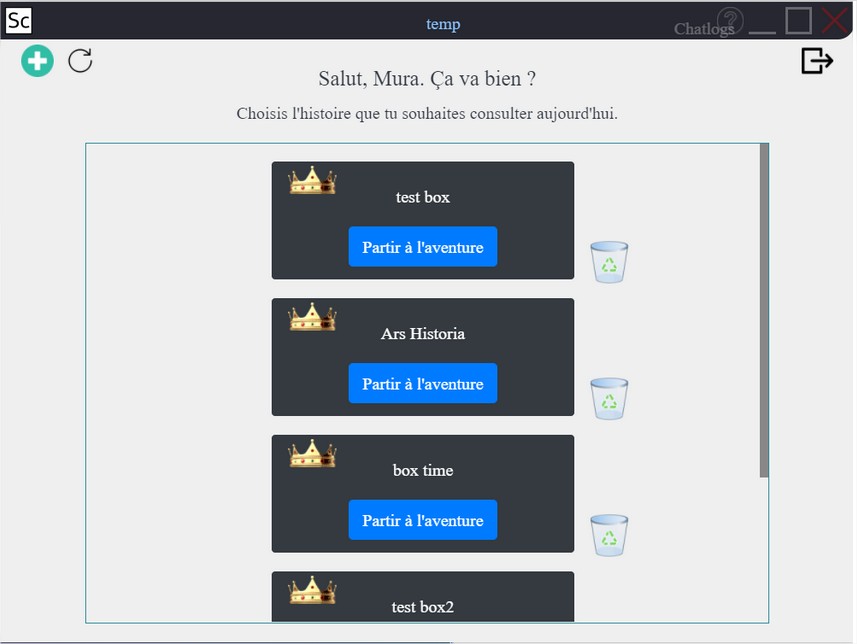 Sc
temp
Chatlogs
?
Salut, Mura. Ça va bien ?
Choisis l'histoire que tu souhaites consulter aujourd'hui.
test box
Partir à l'aventure
Ars Historia
Partir à l'aventure
box time
Partir à l'aventure
test box2